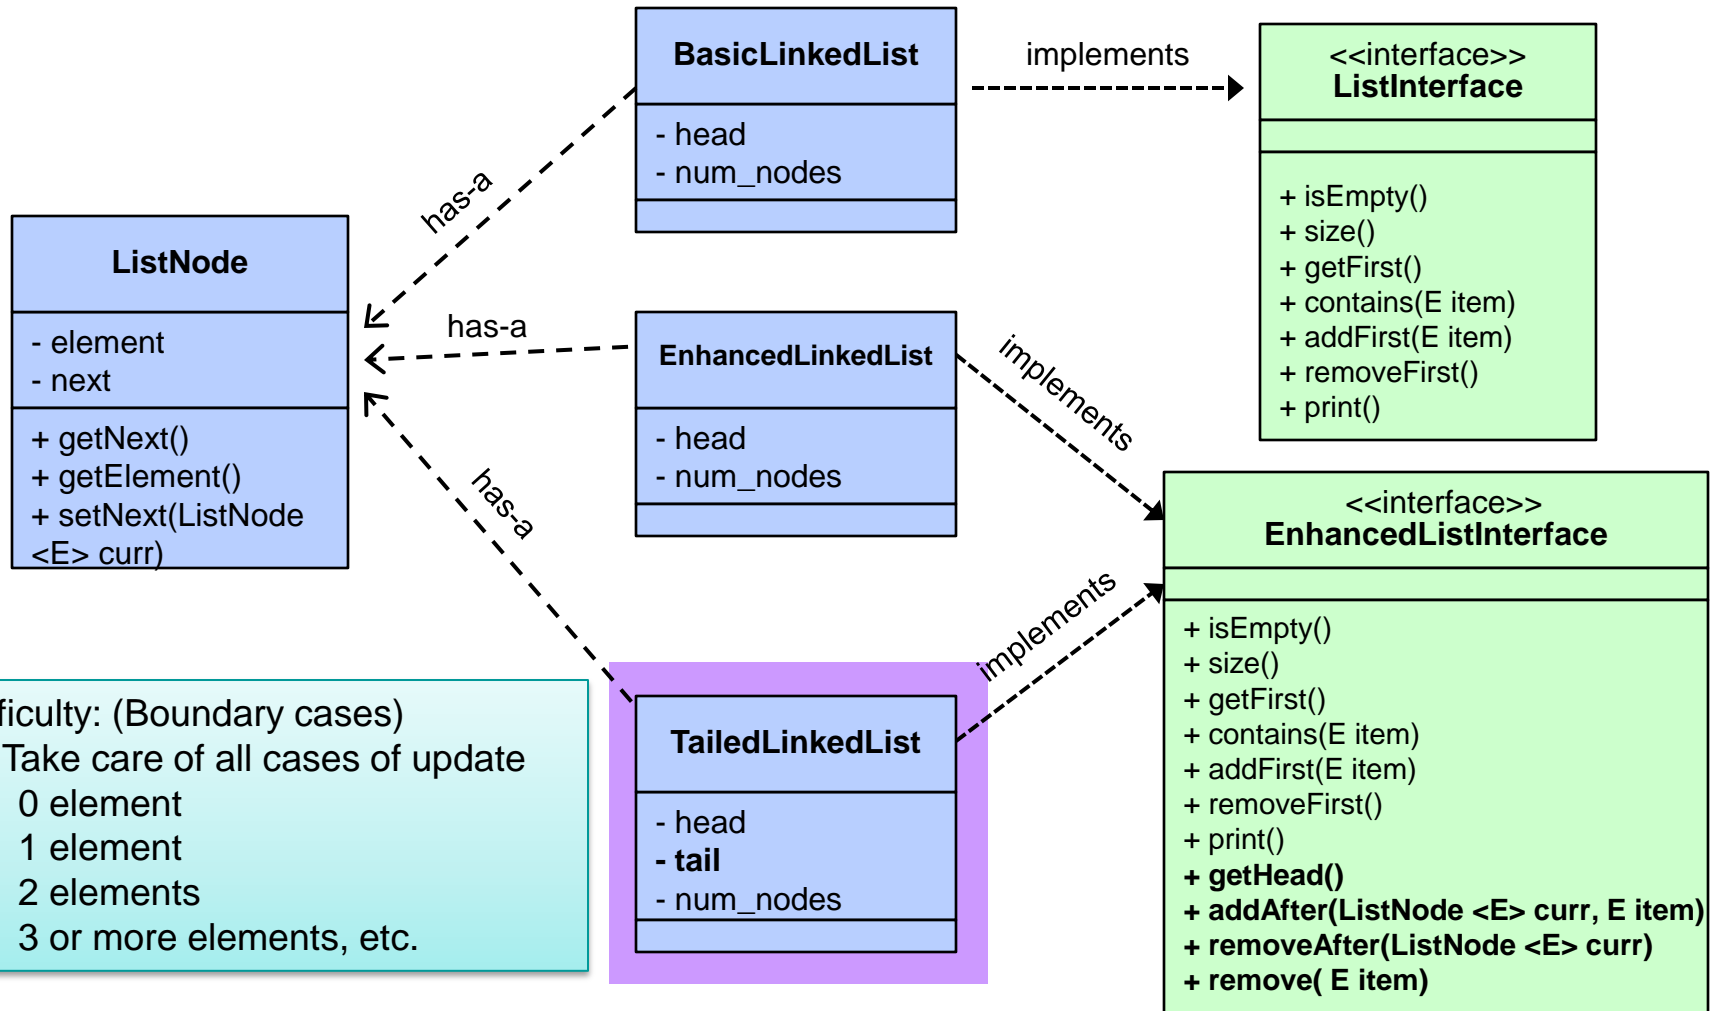 BasicLinkedList
- head
- num_nodes
implements
<<interface>>
ListInterface
+ isEmpty()
+ size()
+ getFirst()
+ contains(E item)
+ addFirst(E item)
+ removeFirst()
+ print()
has-a
ListNode
- element
- next
+ getNext()
+ getElement()
+ setNext(ListNode
<E> curr)
has-a
EnhancedLinkedList
- head
- num_nodes
implements
<<interface>>
EnhancedListInterface
+ isEmpty()
+ size()
+ getFirst()
+ contains(E item)
+ addFirst(E item)
+ removeFirst()
+ print()
+ getHead()
+ addAfter(ListNode <E> curr, E item)
+ removeAfter(ListNode <E> curr)
+ remove( E item)
has-a
implements
TailedLinkedList
- head
- tail
- num_nodes
ficulty: (Boundary cases)
Take care of all cases of update
0 element
1 element
2 elements
3 or more elements, etc.